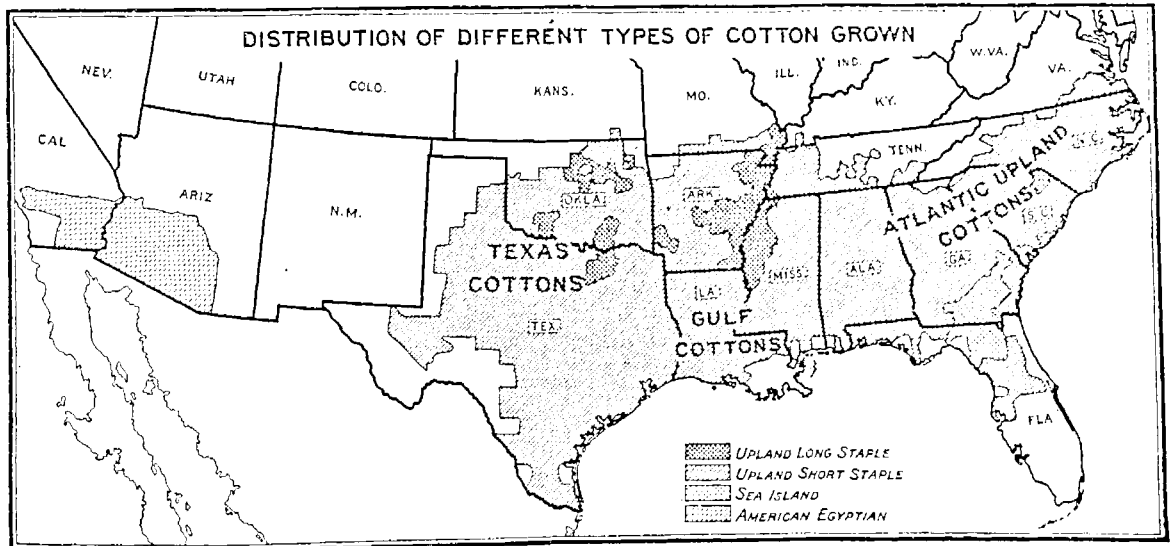 DISTRIBUTION OF DIFFERENT TYPES OF COTTON GROWN
NEV.
UTAH
COLO.
KANS.
MO.
ILL.
IND.
W.VA.
VA.
KY.
CAL
ARIZ
N.M.
OKLA
ARK
TENN.
N.C.
ATLANTIC UPLAND
COTTONS
S.C.
TEXAS
COTTONS
TEX
LA
MISS
ALA
GA
GULF
COTTONS
FLA
UPLAND LONG STAPLE
UPLAND SHORT STAPLE
SEA ISLAND
AMERICAN EGYPTIAN